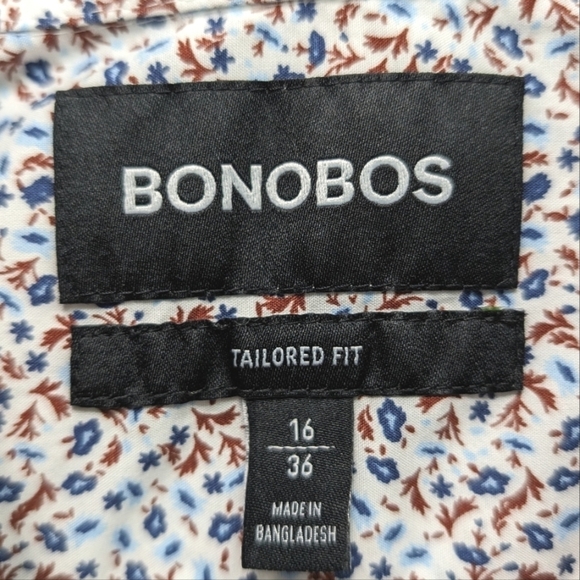 BONOBOS
TAILORED FIT
16
36
MADE IN
BANGLADESH